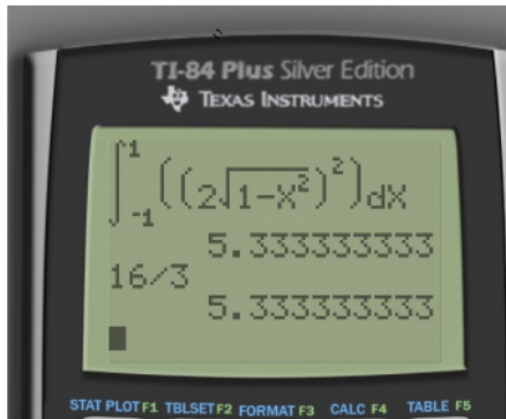 TI-84 Plus Silver Edition
TEXAS INSTRUMENTS
∫₋₁¹((2√(1-X²))²)dX
5.333333333
16/3
5.333333333
STAT PLOT F1 TBLSET F2 FORMAT F3 CALC F4 TABLE F5